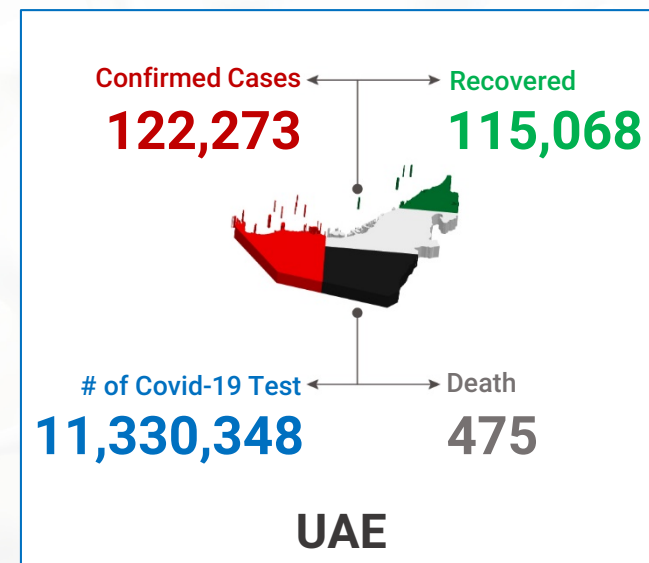 Confirmed Cases
122,273
Recovered
115,068
# of Covid-19 Test
11,330,348
Death
475
UAE